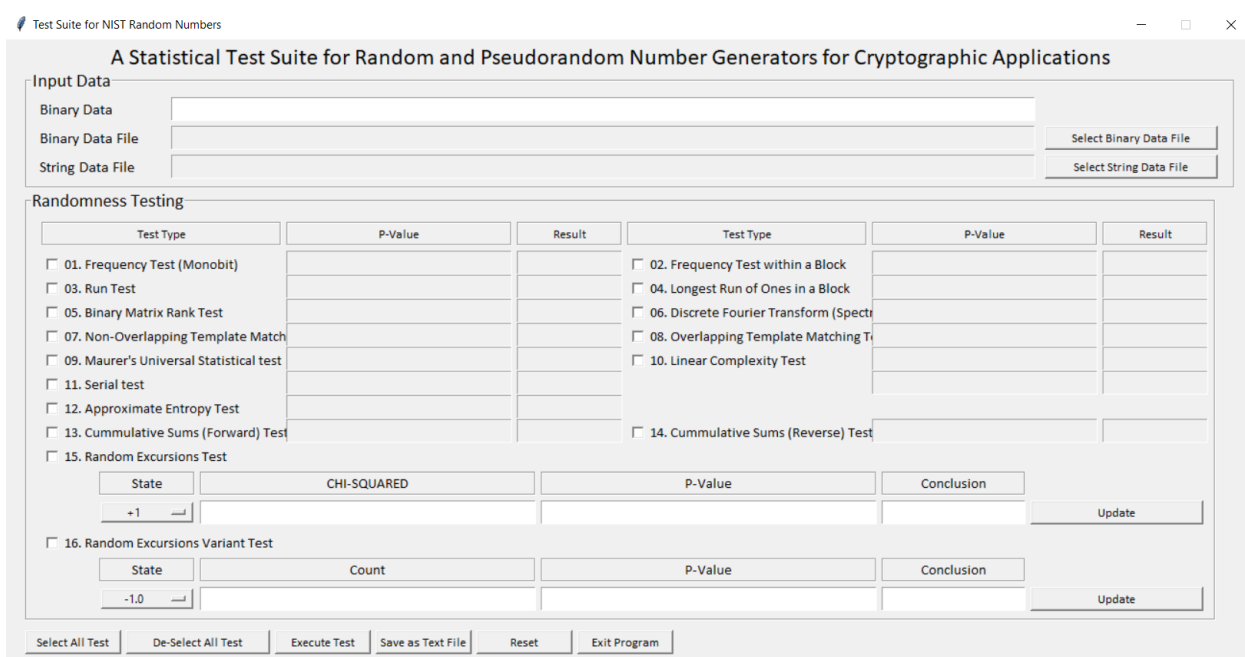 Test Suite for NIST Random Numbers
A Statistical Test Suite for Random and Pseudorandom Number Generators for Cryptographic Applications
Input Data
Binary Data
Binary Data File
Select Binary Data File
String Data File
Select String Data File
Randomness Testing
Test Type P-Value Result Test Type P-Value Result
01. Frequency Test (Monobit) 02. Frequency Test within a Block
03. Run Test 04. Longest Run of Ones in a Block
05. Binary Matrix Rank Test 06. Discrete Fourier Transform (Spectr
07. Non-Overlapping Template Match 08. Overlapping Template Matching Te
09. Maurer's Universal Statistical test 10. Linear Complexity Test
11. Serial test
12. Approximate Entropy Test
13. Cummulative Sums (Forward) Test 14. Cummulative Sums (Reverse) Test
15. Random Excursions Test
State CHI-SQUARED P-Value Conclusion
+1 Update
16. Random Excursions Variant Test
State Count P-Value Conclusion
-1.0 Update
Select All Test De-Select All Test Execute Test Save as Text File Reset Exit Program